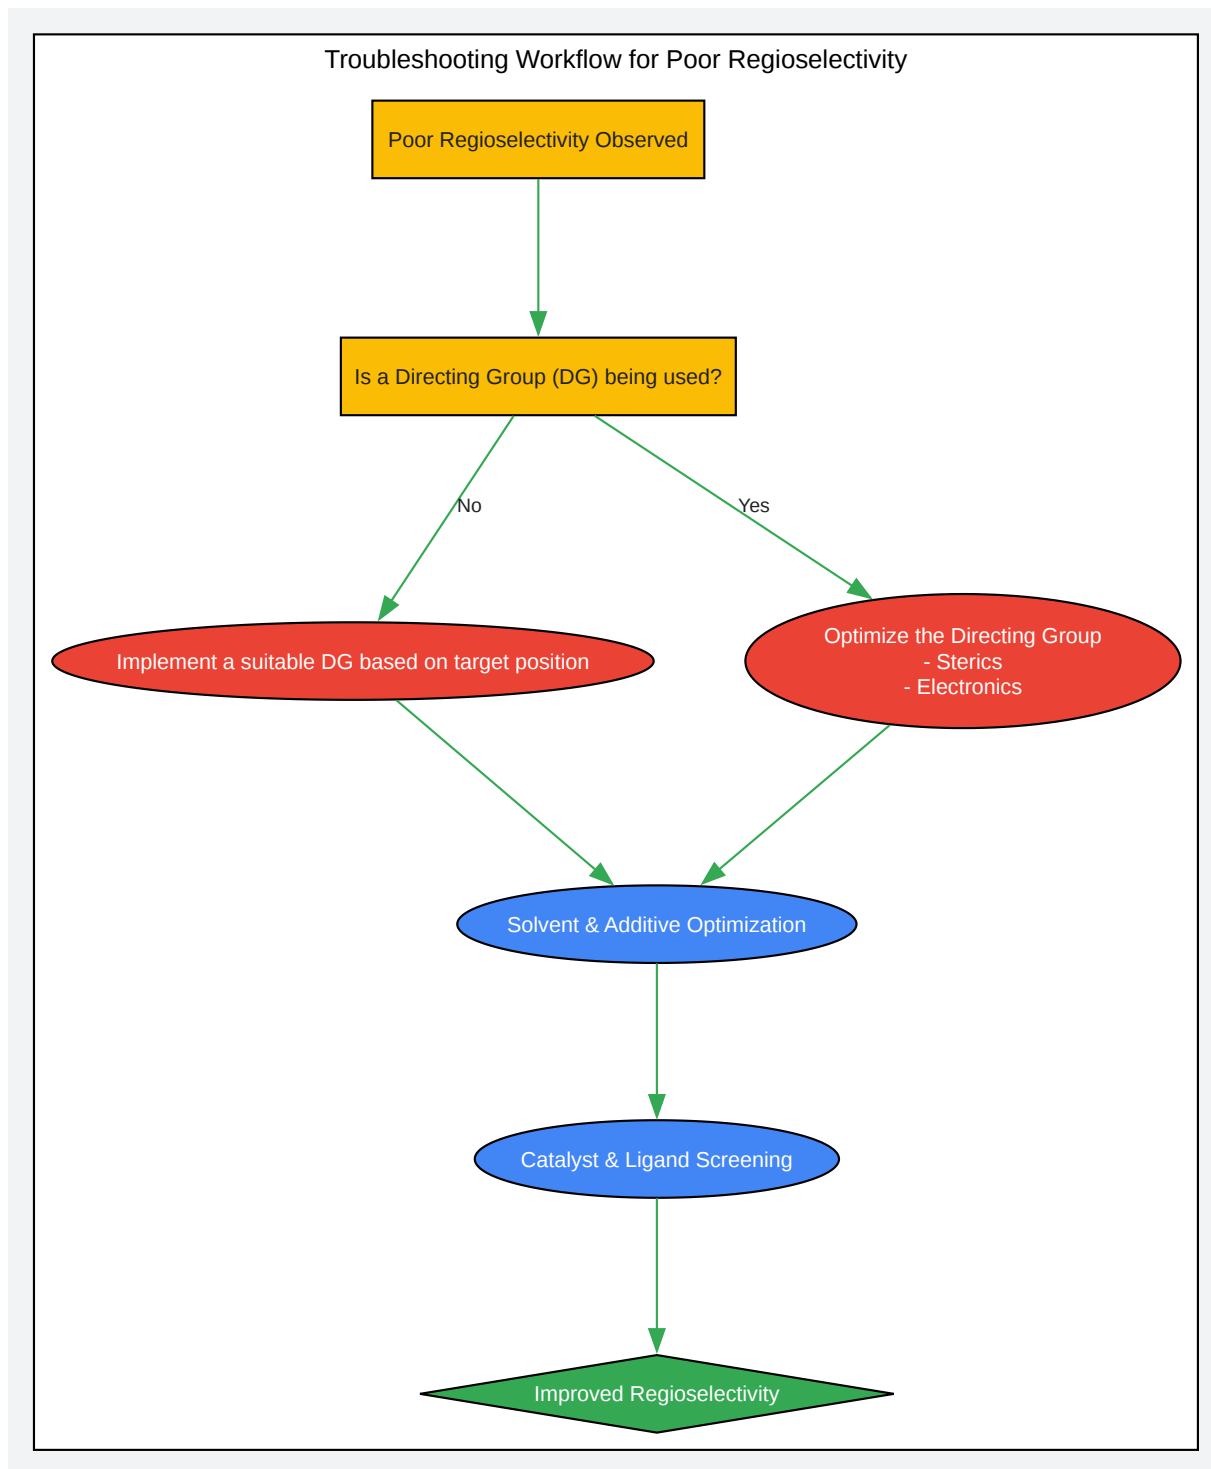 Troubleshooting Workflow for Poor Regioselectivity
Poor Regioselectivity Observed
Is a Directing Group (DG) being used?
No
Yes
Implement a suitable DG based on target position
Optimize the Directing Group
- Sterics
- Electronics
Solvent & Additive Optimization
Catalyst & Ligand Screening
Improved Regioselectivity